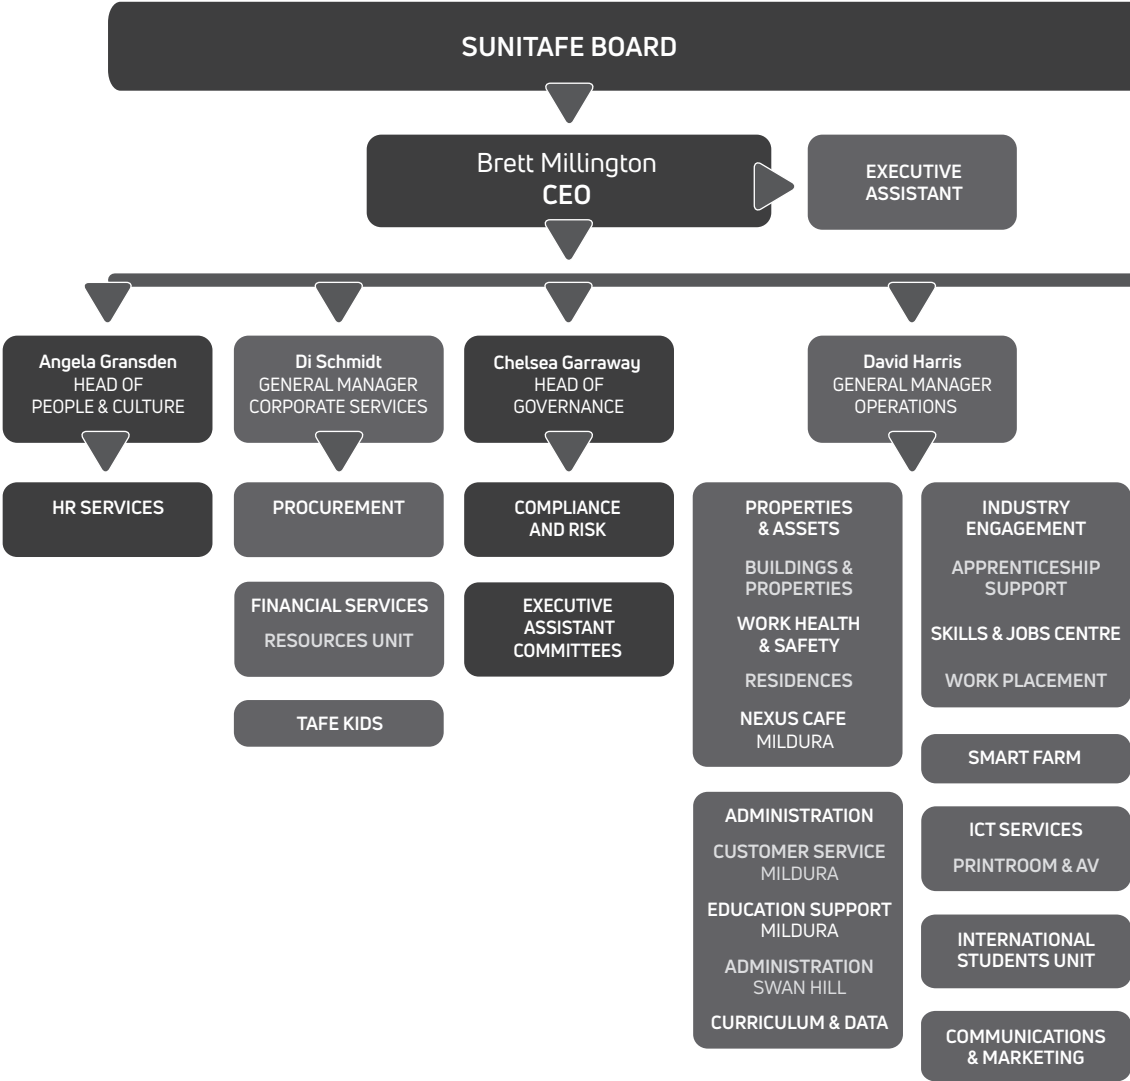 SUNITAFE BOARD
Brett Millington
CEO
EXECUTIVE
ASSISTANT
Angela Gransden
HEAD OF
PEOPLE & CULTURE
Di Schmidt
GENERAL MANAGER
CORPORATE SERVICES
Chelsea Garraway
HEAD OF
GOVERNANCE
David Harris
GENERAL MANAGER
OPERATIONS
HR SERVICES
PROCUREMENT
FINANCIAL SERVICES
RESOURCES UNIT
TAFE KIDS
COMPLIANCE
AND RISK
EXECUTIVE
ASSISTANT
COMMITTEES
PROPERTIES
& ASSETS
BUILDINGS &
PROPERTIES
WORK HEALTH
& SAFETY
RESIDENCES
NEXUS CAFE
MILDURA
ADMINISTRATION
CUSTOMER SERVICE
MILDURA
EDUCATION SUPPORT
MILDURA
ADMINISTRATION
SWAN HILL
CURRICULUM & DATA
INDUSTRY
ENGAGEMENT
APPRENTICESHIP
SUPPORT
SKILLS & JOBS CENTRE
WORK PLACEMENT
SMART FARM
ICT SERVICES
PRINTROOM & AV
INTERNATIONAL
STUDENTS UNIT
COMMUNICATIONS
& MARKETING